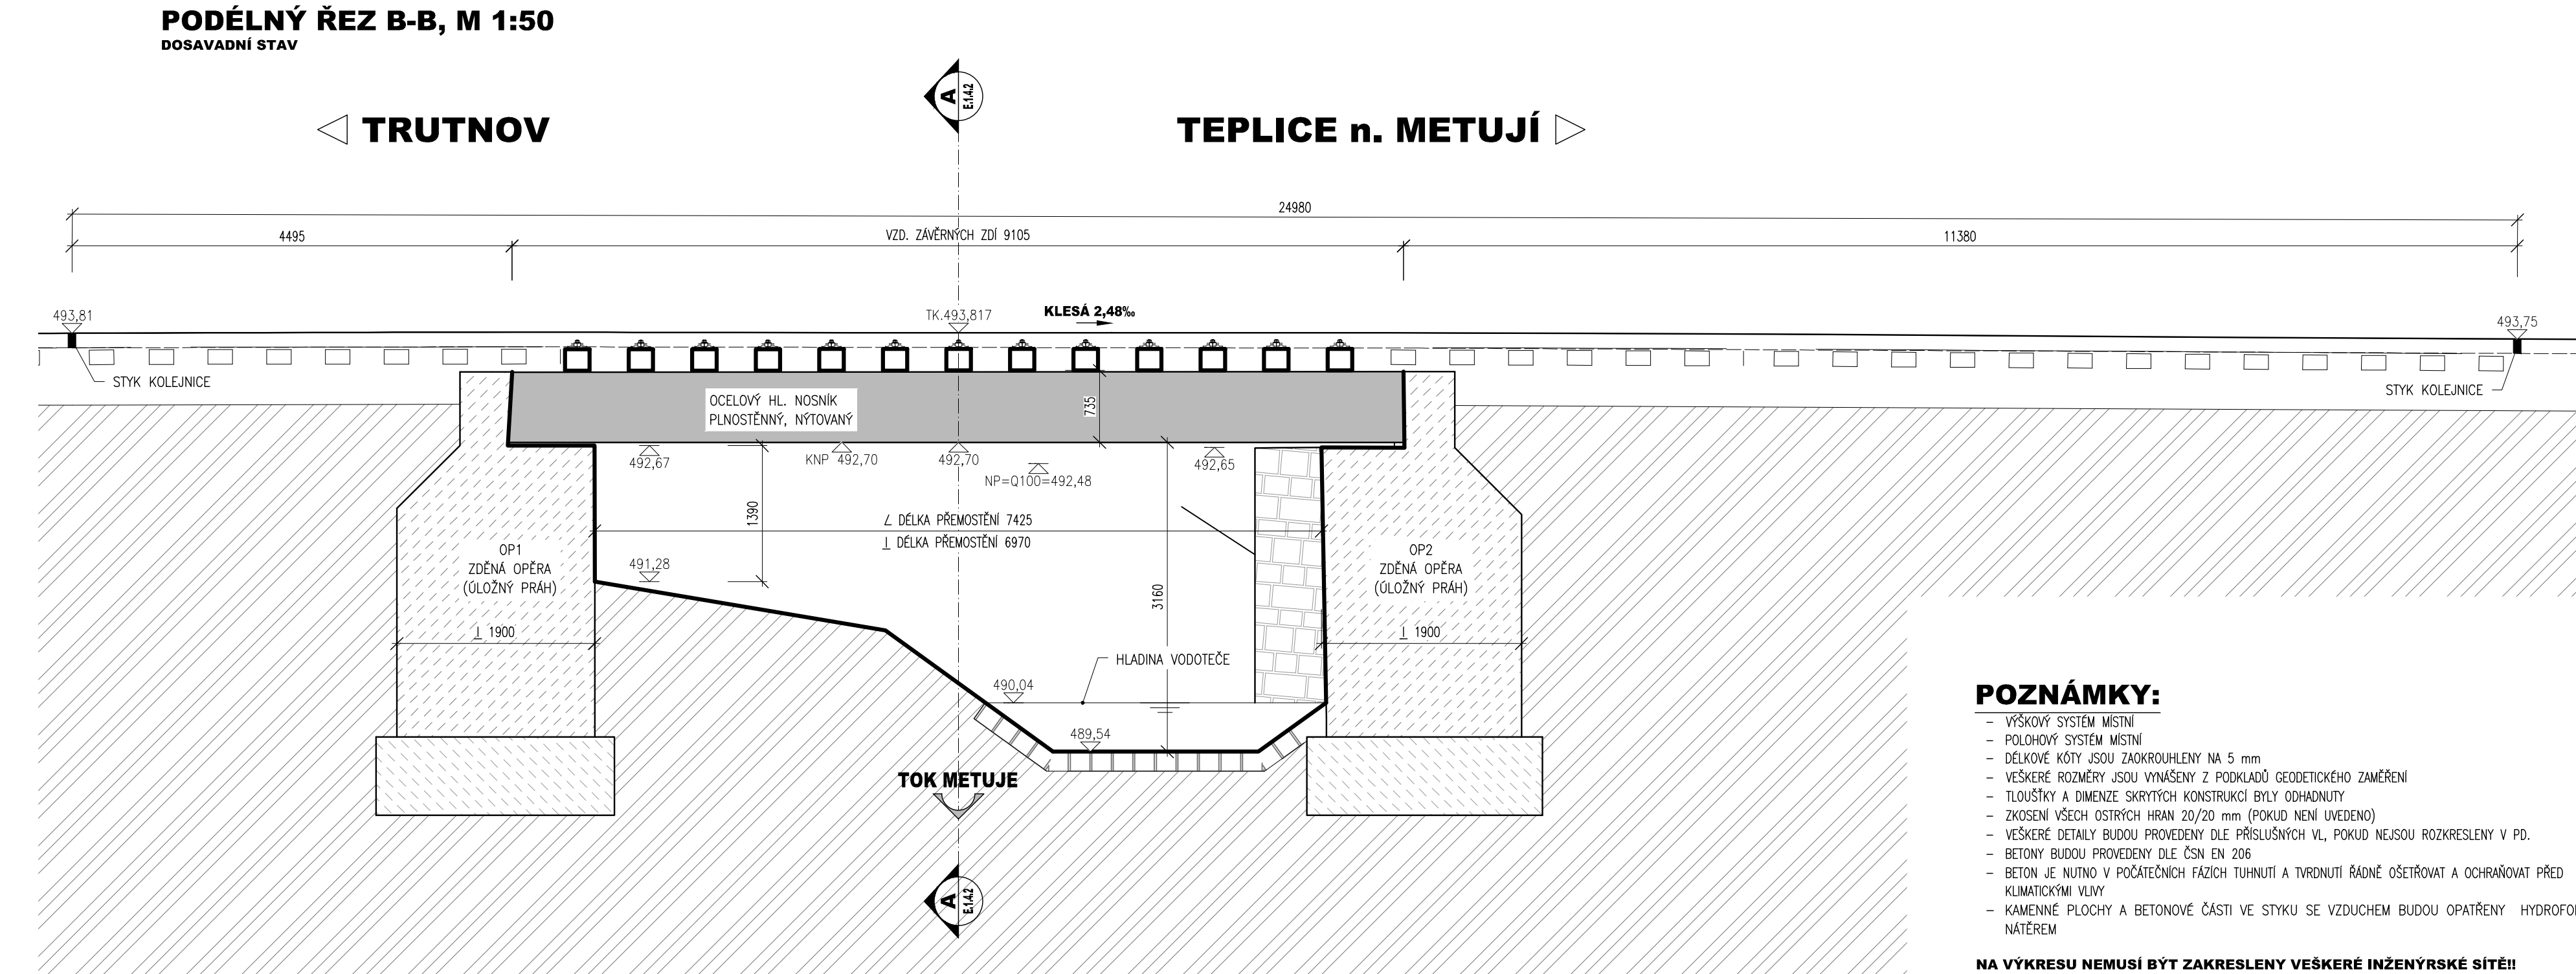 PODÉLNÝ ŘEZ B-B, M 1:50
DOSAVADNÍ STAV
A
E.1.4.2
TRUTNOV
TEPLICE n. METUJÍ
24980
4495
VZD. ZÁVĚRNÝCH ZDÍ 9105
11380
493,81
TK.493,817
KLESÁ 2,48‰
493,75
STYK KOLEJNICE
STYK KOLEJNICE
OCELOVÝ HL. NOSNÍK
PLNOSTĚNNÝ, NÝTOVANÝ
735
492,67
KNP 492,70
492,70
492,65
NP=Q100=492,48
1390
∠ DÉLKA PŘEMOSTĚNÍ 7425
⊥ DÉLKA PŘEMOSTĚNÍ 6970
OP1
ZDĚNÁ OPĚRA
(ÚLOŽNÝ PRÁH)
491,28
OP2
ZDĚNÁ OPĚRA
(ÚLOŽNÝ PRÁH)
3160
⊥ 1900
⊥ 1900
HLADINA VODOTEČE
490,04
489,54
TOK METUJE
A
E.1.4.2
POZNÁMKY:
- VÝŠKOVÝ SYSTÉM MÍSTNÍ
- POLOHOVÝ SYSTÉM MÍSTNÍ
- DÉLKOVÉ KÓTY JSOU ZAOKROUHLENY NA 5 mm
- VEŠKERÉ ROZMĚRY JSOU VYNÁŠENY Z PODKLADŮ GEODETICKÉHO ZAMĚŘENÍ
- TLOUŠŤKY A DIMENZE SKRYTÝCH KONSTRUKCÍ BYLY ODHADNUTY
- ZKOSENÍ VŠECH OSTRÝCH HRAN 20/20 mm (POKUD NENÍ UVEDENO)
- VEŠKERÉ DETAILY BUDOU PROVEDENY DLE PŘÍSLUŠNÝCH VL, POKUD NEJSOU ROZKRESLENY V PD.
- BETONY BUDOU PROVEDENY DLE ČSN EN 206
- BETON JE NUTNO V POČÁTEČNÍCH FÁZÍCH TUHNUTÍ A TVRDNUTÍ ŘÁDNĚ OŠETŘOVAT A OCHRAŇOVAT PŘED
KLIMATICKÝMI VLIVY
- KAMENNÉ PLOCHY A BETONOVÉ ČÁSTI VE STYKU SE VZDUCHEM BUDOU OPATŘENY
NÁTĚREM
NA VÝKRESU NEMUSÍ BÝT ZAKRESLENY VEŠKERÉ INŽENÝRSKÉ SÍTĚ!!